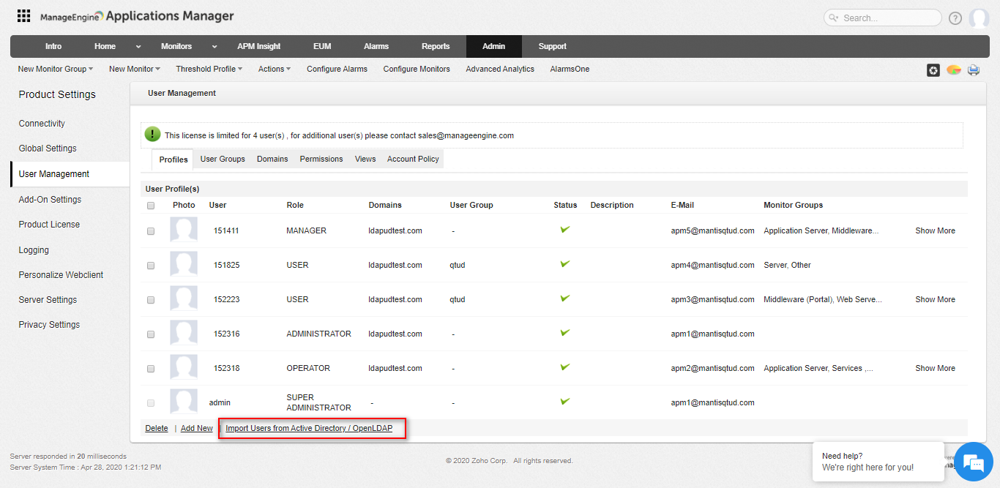 ManageEngine Applications Manager
Search...
?
Intro Home Monitors APM Insight EUM Alarms Reports Admin Support
New Monitor Group New Monitor Threshold Profile Actions Configure Alarms Configure Monitors Advanced Analytics AlarmsOne
Product Settings
Connectivity
Global Settings
User Management
Add-On Settings
Product License
Logging
Personalize Webclient
Server Settings
Privacy Settings
User Management
This license is limited for 4 user(s) , for additional user(s) please contact sales@manageengine.com
Profiles User Groups Domains Permissions Views Account Policy
User Profile(s)
Photo User Role Domains User Group Status Description E-Mail Monitor Groups
151411 MANAGER ldapudtest.com - apm5@mantisqtud.com Application Server, Middleware... Show More
151825 USER ldapudtest.com qtud apm4@mantisqtud.com Server, Other
152223 USER ldapudtest.com qtud apm3@mantisqtud.com Middleware (Portal), Web Serve... Show More
152316 ADMINISTRATOR ldapudtest.com - apm1@mantisqtud.com
152318 OPERATOR ldapudtest.com - apm2@mantisqtud.com Application Server, Services ,... Show More
admin SUPER ADMINISTRATOR - - apm1@mantisqtud.com
Delete | Add New | Import Users from Active Directory / OpenLDAP
Server responded in 20 milliseconds
Server System Time : Apr 28, 2020 1:21:12 PM
© 2020 Zoho Corp. All rights reserved.
Need help?
We're right here for you!